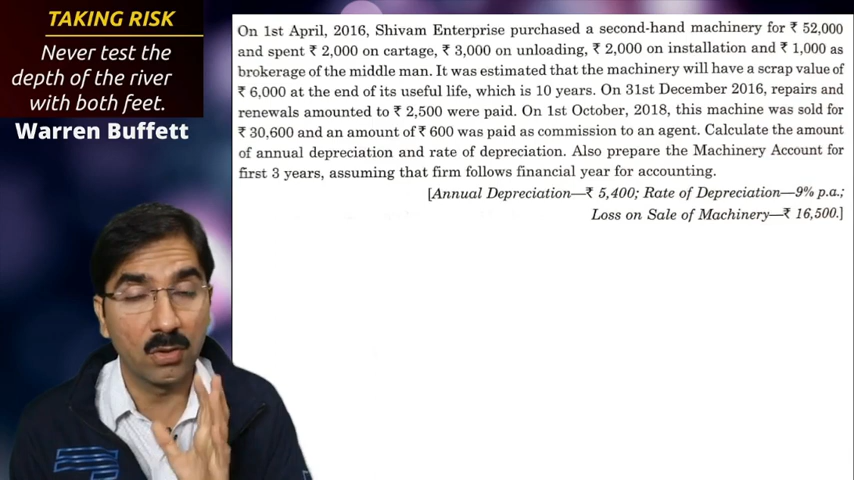 TAKING RISK
Never test the
depth of the river
with both feet.
Warren Buffett
On 1st April, 2016, Shivam Enterprise purchased a second-hand machinery for ₹ 52,000
and spent ₹ 2,000 on cartage, ₹ 3,000 on unloading, ₹ 2,000 on installation and ₹ 1,000 as
brokerage of the middle man. It was estimated that the machinery will have a scrap value of
₹ 6,000 at the end of its useful life, which is 10 years. On 31st December 2016, repairs and
renewals amounted to ₹ 2,500 were paid. On 1st October, 2018, this machine was sold for
₹ 30,600 and an amount of ₹ 600 was paid as commission to an agent. Calculate the amount
of annual depreciation and rate of depreciation. Also prepare the Machinery Account for
first 3 years, assuming that firm follows financial year for accounting.
[Annual Depreciation—₹ 5,400; Rate of Depreciation—9% p.a.;
Loss on Sale of Machinery—₹ 16,500.]